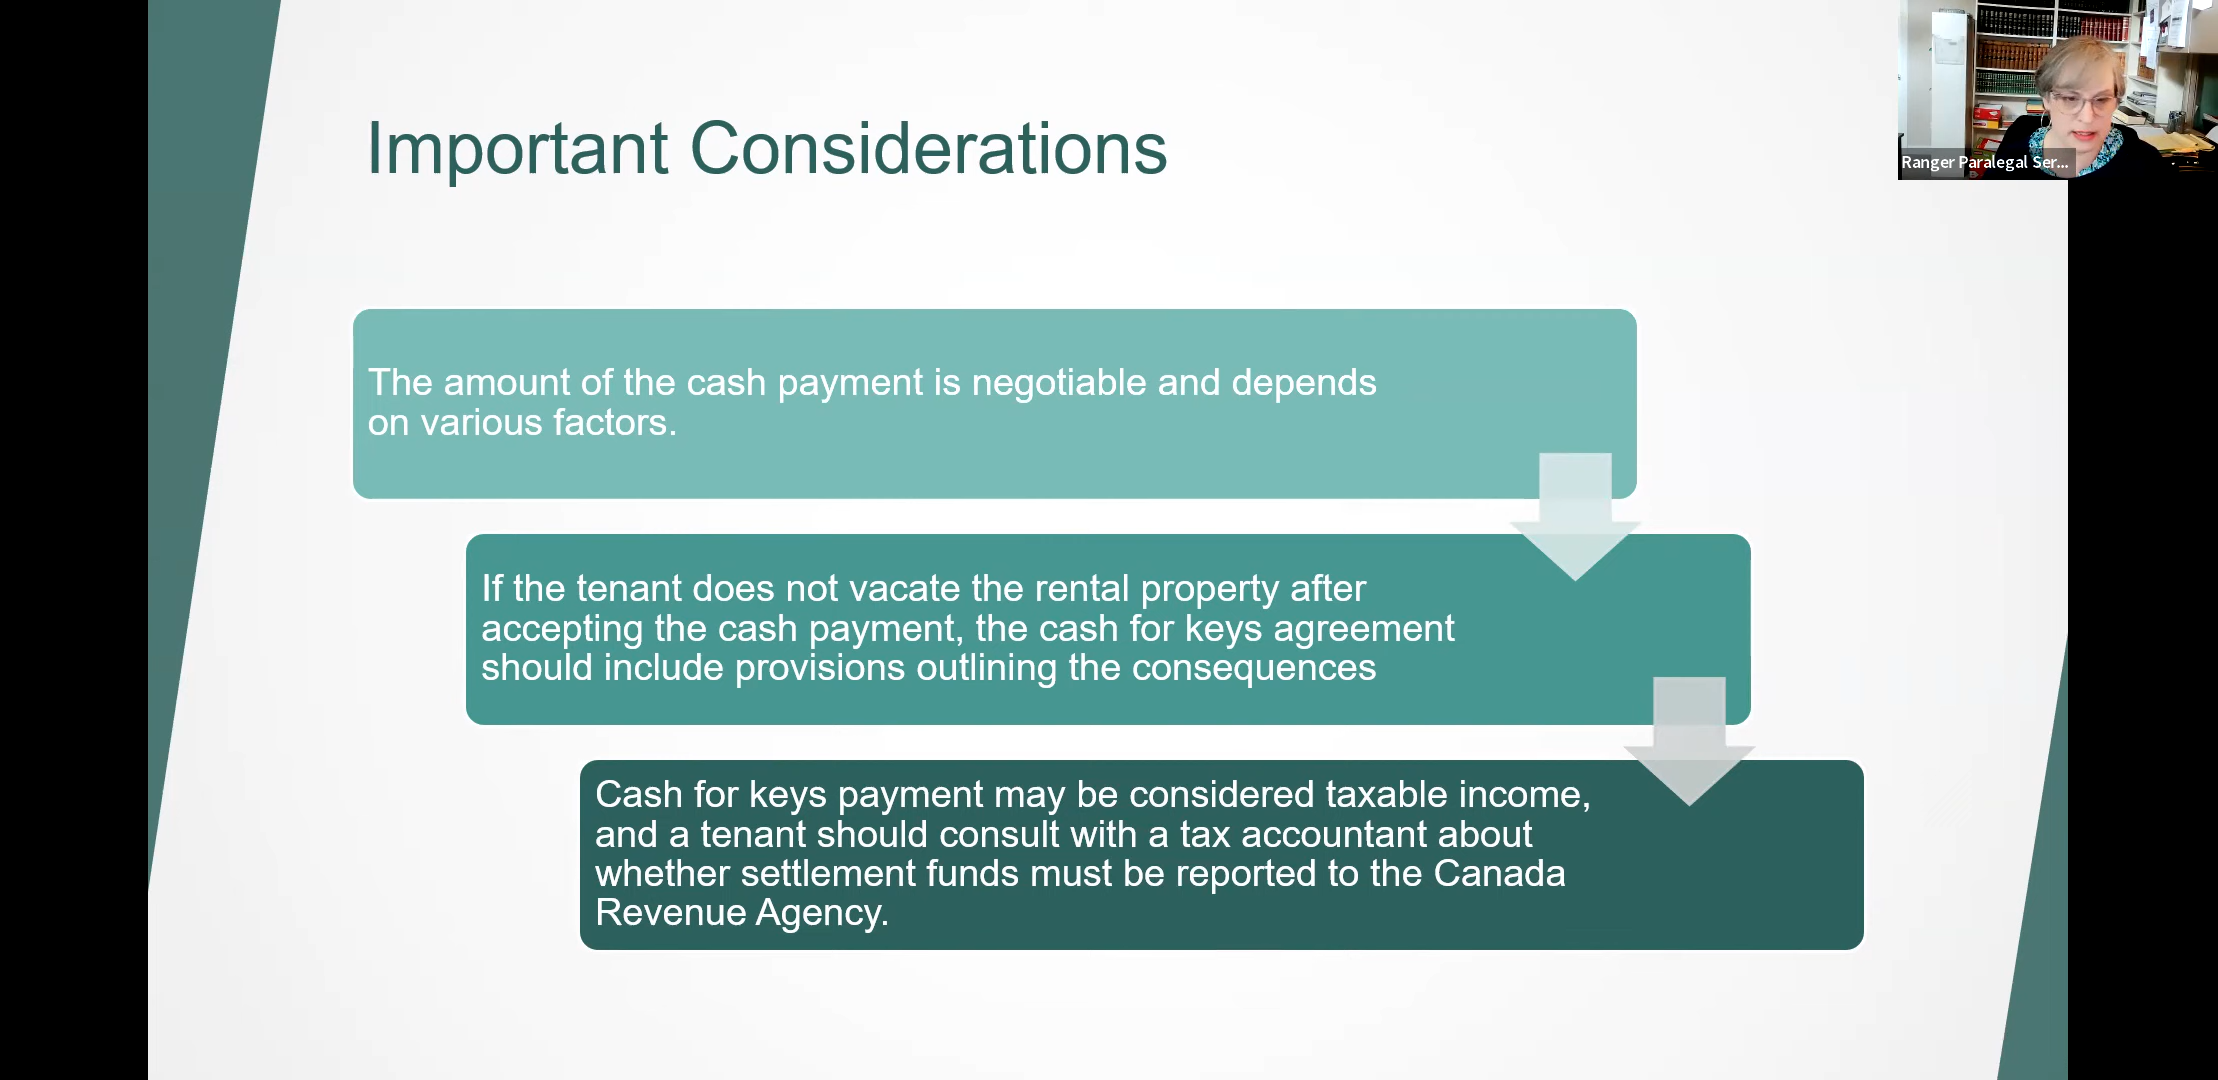 Important Considerations
Ranger Paralegal Ser...
The amount of the cash payment is negotiable and depends
on various factors.
If the tenant does not vacate the rental property after
accepting the cash payment, the cash for keys agreement
should include provisions outlining the consequences
Cash for keys payment may be considered taxable income,
and a tenant should consult with a tax accountant about
whether settlement funds must be reported to the Canada
Revenue Agency.